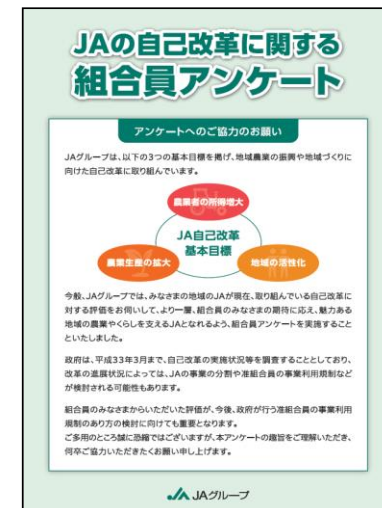 JAの自己改革に関する
組合員アンケート
アンケートへのご協力のお願い
JAグループは、以下の3つの基本目標を掲げ、地域農業の振興や地域づくりに
向けた自己改革に取り組んでいます。
農業者の所得増大
JA自己改革
基本目標
農業生産の拡大
地域の活性化
今般、JAグループでは、みなさまの地域のJAが現在、取り組んでいる自己改革に
対する評価をお伺いして、より一層、組合員のみなさまの期待に応え、魅力ある
地域の農業やくらしを支えるJAとなれるよう、組合員アンケートを実施すること
といたしました。
政府は、平成33年3月まで、自己改革の実施状況等を調査することとしており、
改革の進展状況によっては、JAの事業の分割や准組合員の事業利用規制など
が検討される可能性もあります。
組合員のみなさまからいただいた評価が、今後、政府が行う准組合員の事業利用
規制のあり方の検討に向けても重要となります。
ご多用のところ誠に恐縮ではございますが、本アンケートの趣旨をご理解いただき、
何卒ご協力いただきたくお願い申し上げます。
JAグループ